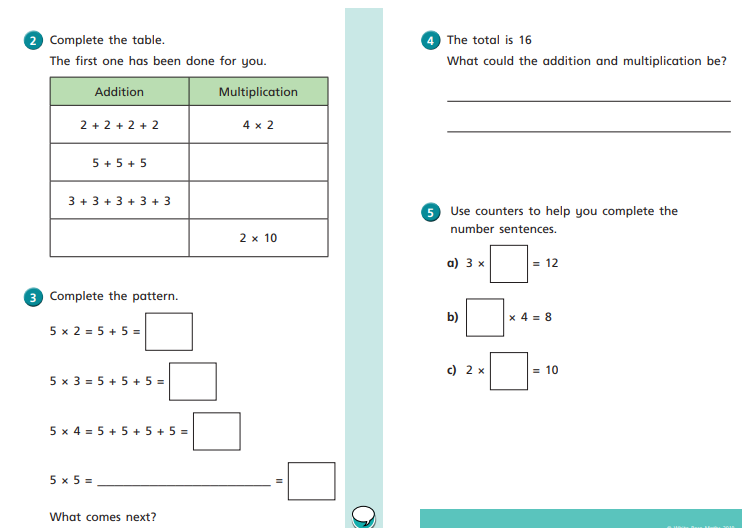 2 Complete the table.
The first one has been done for you.
Addition Multiplication
2 + 2 + 2 + 2 4 × 2
5 + 5 + 5
3 + 3 + 3 + 3 + 3
2 × 10
3 Complete the pattern.
5 × 2 = 5 + 5 =
5 × 3 = 5 + 5 + 5 =
5 × 4 = 5 + 5 + 5 + 5 =
5 × 5 = ______ =
What comes next?
4 The total is 16
What could the addition and multiplication be?
5 Use counters to help you complete the
number sentences.
a) 3 × = 12
b) × 4 = 8
c) 2 × = 10